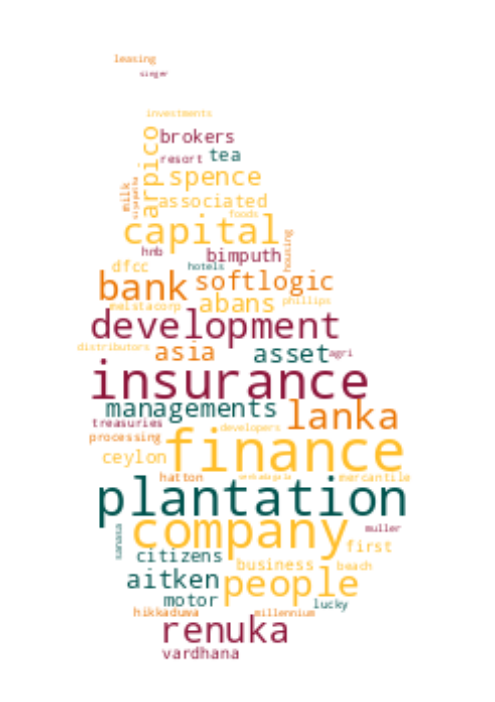 leasing
singer
investments
arpico
brokers
resort tea
spence
milk
associated
foods
capital
housing
hnb bimputh
dfcc hotels
bank softlogic
melstacorp abans phillips
development
distributors asia asset agri
insurance
managements lanka
treasuries
processing developers
finance
ceylon
hatton mercantile
plantation
company muller
sanasa
citizens first
business beach
aitken people
motor lucky
hikkaduwa millennium
renuka
vardhana